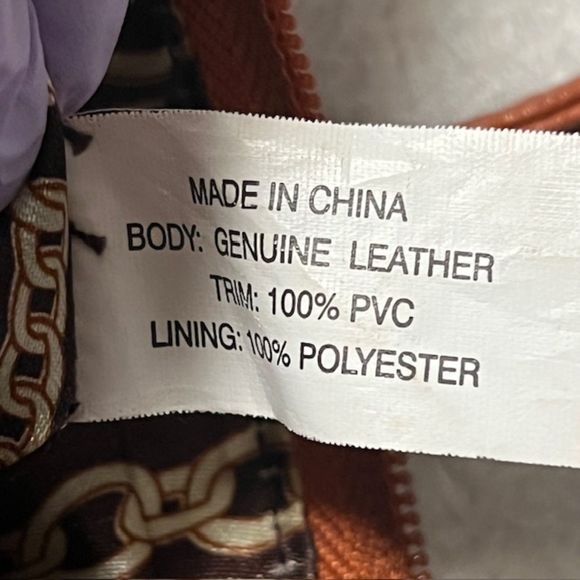 MADE IN CHINA
BODY: GENUINE LEATHER
TRIM: 100% PVC
LINING: 100% POLYESTER